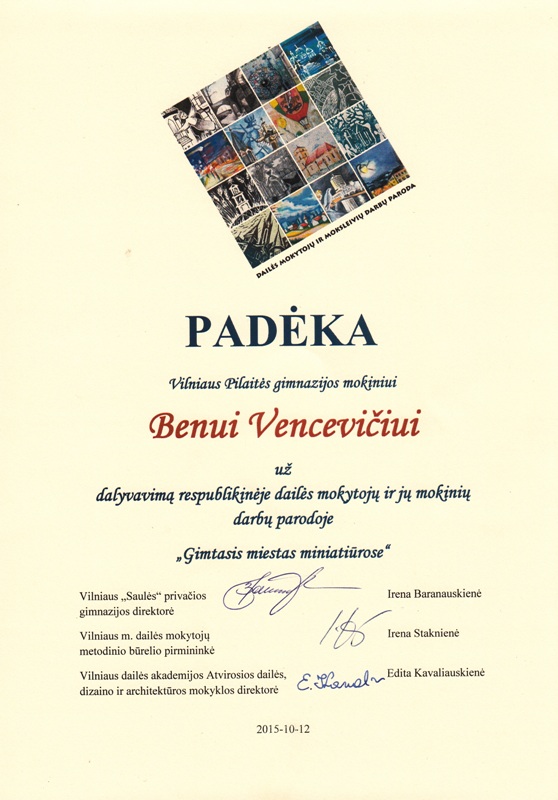 DAILĖS MOKYTOJŲ IR MOKSLEIVIŲ DARBŲ PARODA
PADĖKA
Vilniaus Pilaitės gimnazijos mokiniui
Benui Vencevičiui
už
dalyvavimą respublikinėje dailės mokytojų ir jų mokinių
darbų parodoje
„Gimtasis miestas miniatiūrose“
Vilniaus „Saulės“ privačios
gimnazijos direktorė
Irena Baranauskienė
Vilniaus m. dailės mokytojų
metodinio būrelio pirmininkė
Irena Staknienė
Vilniaus dailės akademijos Atvirosios dailės,
dizaino ir architektūros mokyklos direktorė
Edita Kavaliauskienė
2015-10-12